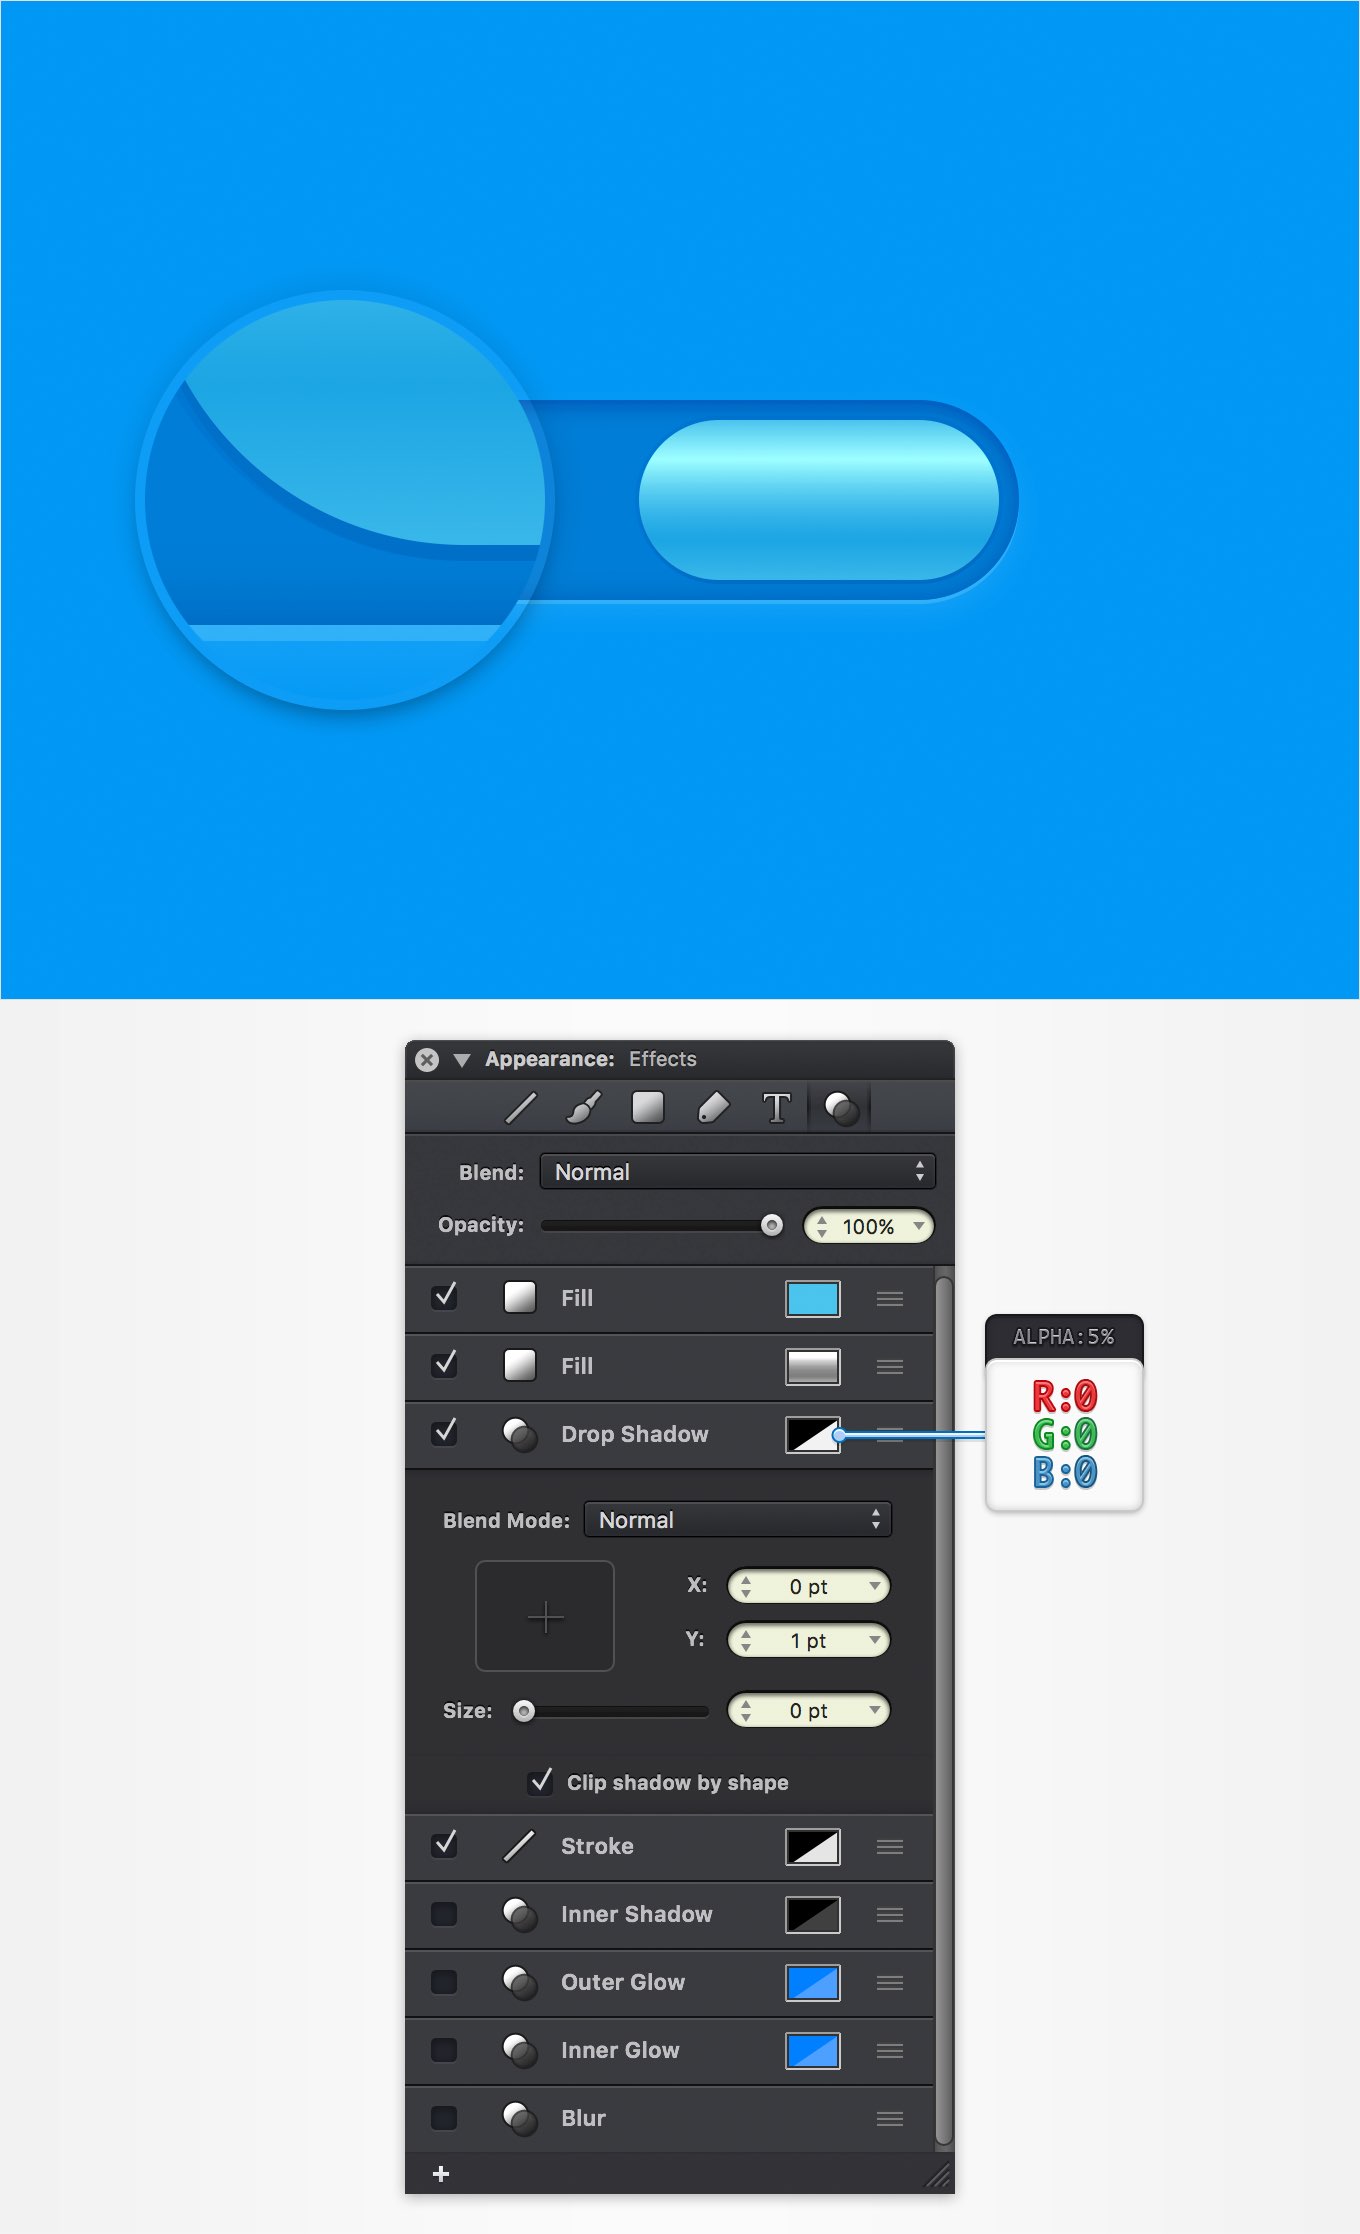 Appearance: Effects
T
Blend: Normal
Opacity: 100%
Fill
Fill
Drop Shadow
ALPHA:5%
R:0
G:0
B:0
Blend Mode: Normal
X: 0 pt
Y: 1 pt
Size: 0 pt
Clip shadow by shape
Stroke
Inner Shadow
Outer Glow
Inner Glow
Blur
+